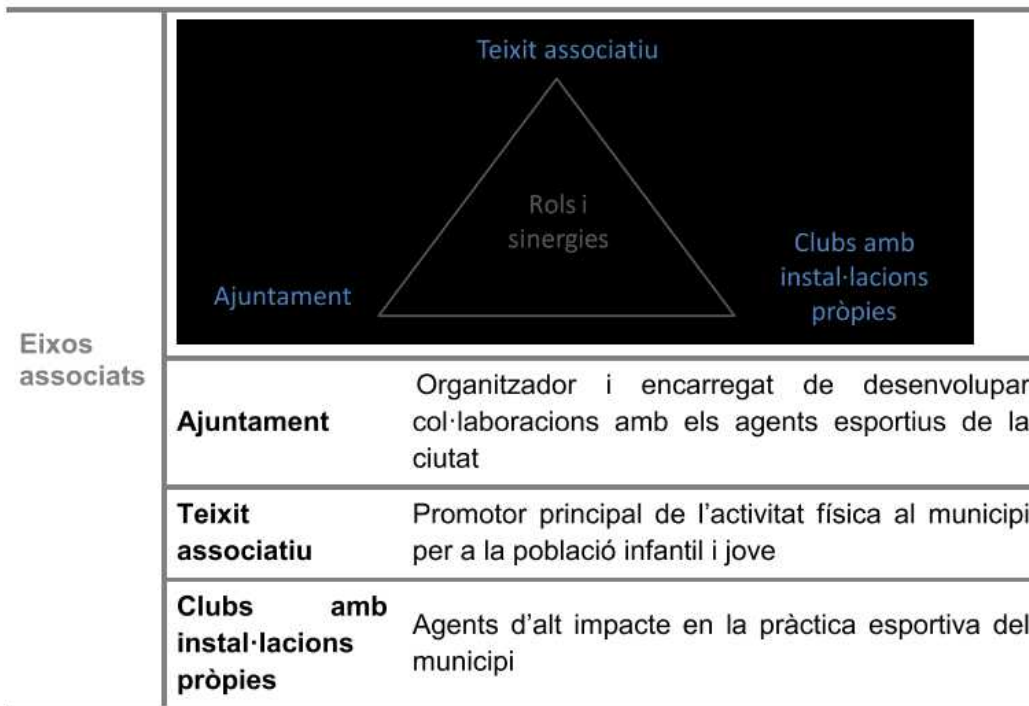 Eixos
associats
Teixit associatiu
Rols i
sinergies
Ajuntament
Clubs amb
instal·lacions
pròpies
Ajuntament
Organitzador i encarregat de desenvolupar
col·laboracions amb els agents esportius de la
ciutat
Teixit
associatiu
Promotor principal de l’activitat física al municipi
per a la població infantil i jove
Clubs amb
instal·lacions
pròpies
Agents d’alt impacte en la pràctica esportiva del
municipi